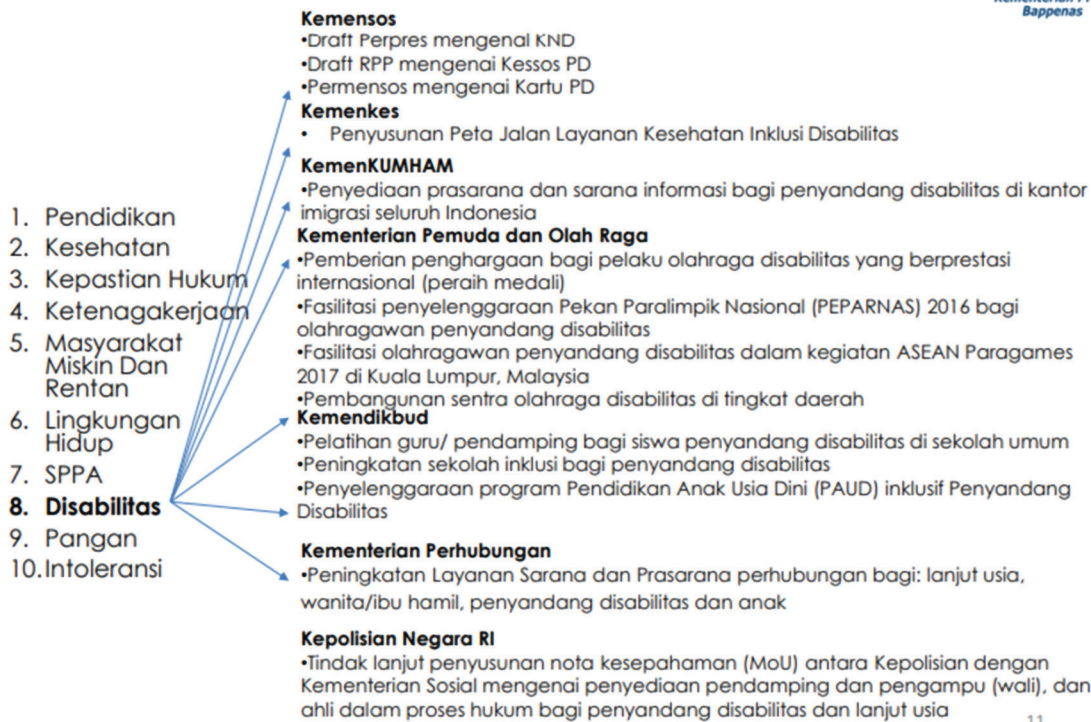 Kementerian
Bappenas
Kemensos
•Draft Perpres mengenal KND
•Draft RPP mengenai Kessos PD
•Permensos mengenai Kartu PD
Kemenkes
• Penyusunan Peta Jalan Layanan Kesehatan Inklusi Disabilitas
KemenKUMHAM
•Penyediaan prasarana dan sarana informasi bagi penyandang disabilitas di kantor
imigrasi seluruh Indonesia
Kementerian Pemuda dan Olah Raga
•Pemberian penghargaan bagi pelaku olahraga disabilitas yang berprestasi
internasional (peraih medali)
•Fasilitasi penyelenggaraan Pekan Paralimpik Nasional (PEPARNAS) 2016 bagi
olahragawan penyandang disabilitas
•Fasilitasi olahragawan penyandang disabilitas dalam kegiatan ASEAN Paragames
2017 di Kuala Lumpur, Malaysia
•Pembangunan sentra olahraga disabilitas di tingkat daerah
Kemendikbud
•Pelatihan guru/ pendamping bagi siswa penyandang disabilitas di sekolah umum
•Peningkatan sekolah inklusi bagi penyandang disabilitas
•Penyelenggaraan program Pendidikan Anak Usia Dini (PAUD) inklusif Penyandang
Disabilitas
Kementerian Perhubungan
•Peningkatan Layanan Sarana dan Prasarana perhubungan bagi: lanjut usia,
wanita/ibu hamil, penyandang disabilitas dan anak
Kepolisian Negara RI
•Tindak lanjut penyusunan nota kesepahaman (MoU) antara Kepolisian dengan
Kementerian Sosial mengenai penyediaan pendamping dan pengampu (wali), dan
ahli dalam proses hukum bagi penyandang disabilitas dan lanjut usia
1. Pendidikan
2. Kesehatan
3. Kepastian Hukum
4. Ketenagakerjaan
5. Masyarakat
Miskin Dan
Rentan
6. Lingkungan
Hidup
7. SPPA
8. Disabilitas
9. Pangan
10. Intoleransi
11